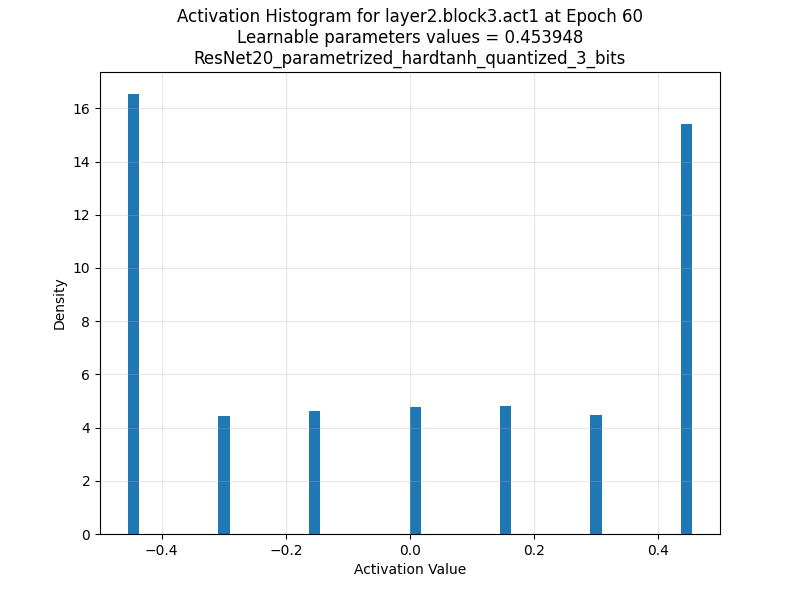 Activation Histogram for layer2.block3.act1 at Epoch 60
Learnable parameters values = 0.453948
ResNet20_parametrized_hardtanh_quantized_3_bits
16
14
12
10
8
6
4
2
0
Density
−0.4 −0.2 0.0 0.2 0.4
Activation Value